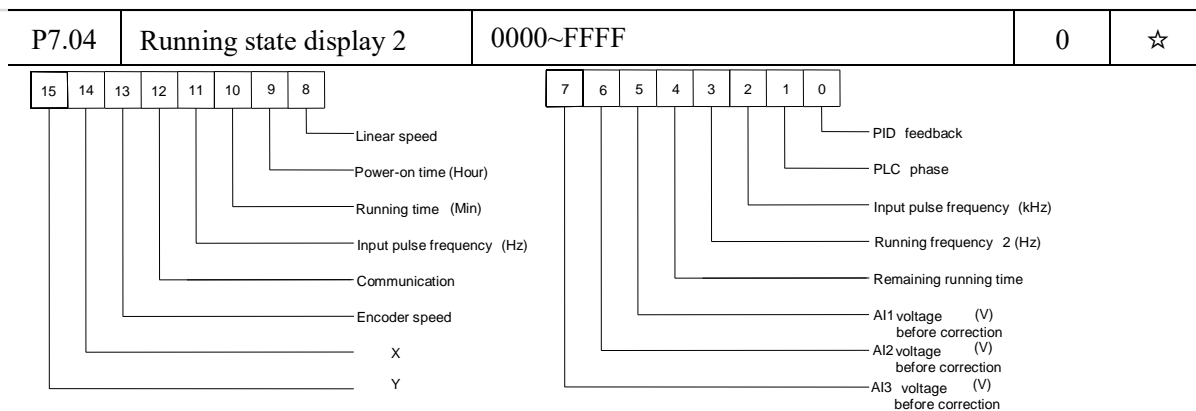 P7.04 Running state display 2 0000~FFFF 0 ☆
15 14 13 12 11 10 9 8
Linear speed
Power-on time (Hour)
Running time (Min)
Input pulse frequency (Hz)
Communication
Encoder speed
X
Y
7 6 5 4 3 2 1 0
PID feedback
PLC phase
Input pulse frequency (kHz)
Running frequency 2 (Hz)
Remaining running time
AI1 voltage (V)
before correction
AI2 voltage (V)
before correction
AI3 voltage (V)
before correction